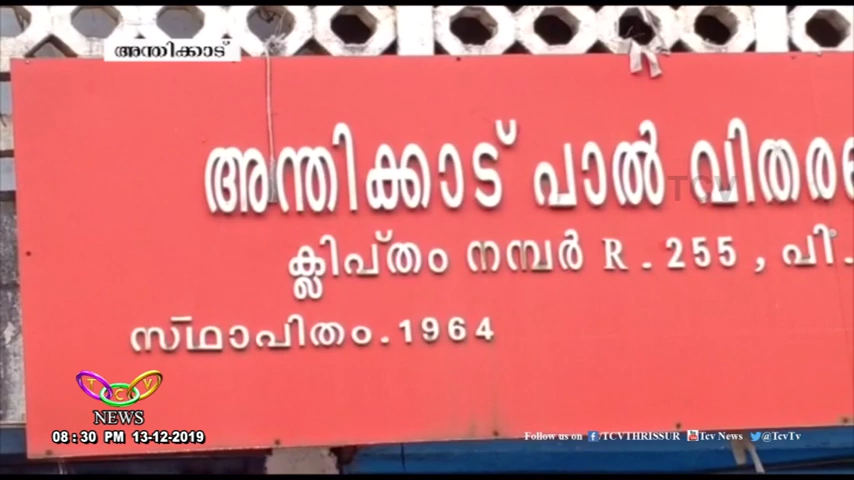 അന്തിക്കാട്
അന്തിക്കാട് പാൽ വിതര
TCV
ക്ലിപ്തം നമ്പർ R.255, പി.
സ്ഥാപിതം.1964
TCV
NEWS
08:30 PM 13-12-2019
Follow us on /TCVTHRISSUR Tcv News @TcvTv